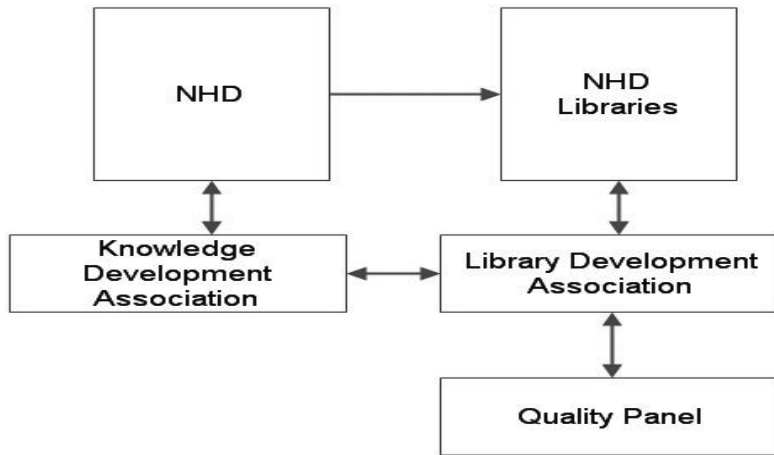 NHD
NHD
Libraries
Knowledge
Development
Association
Library Development
Association
Quality Panel